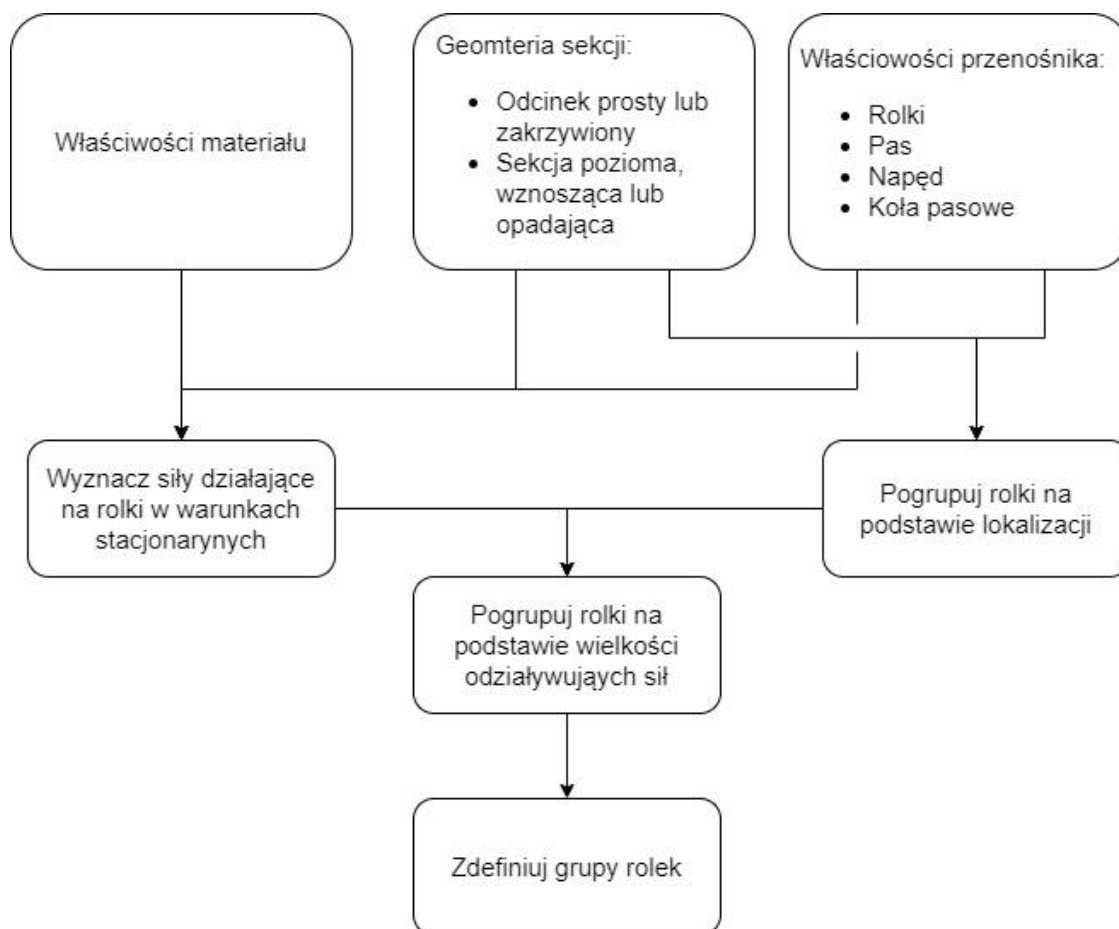 Właściwości materiału
Geomteria sekcji:
• Odcinek prosty lub
zakrzywiony
• Sekcja pozioma,
wznosząca lub
opadająca
Właściowości przenośnika:
• Rolki
• Pas
• Napęd
• Koła pasowe
Wyznacz siły działające
na rolki w warunkach
stacjonarynych
Pogrupuj rolki na
podstawie lokalizacji
Pogrupuj rolki na
podstawie wielkości
odziaływująych sił
Zdefiniuj grupy rolek